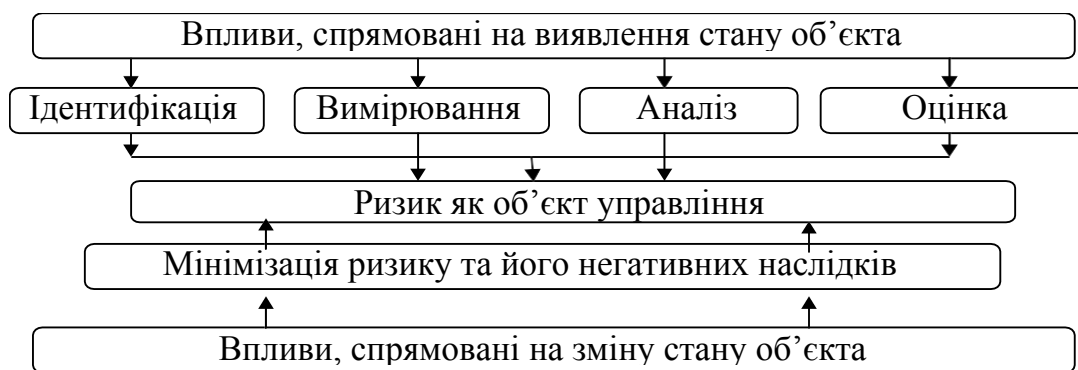 Впливи, спрямовані на виявлення стану об’єкта
Ідентифікація Вимірювання Аналіз Оцінка
Ризик як об’єкт управління
Мінімізація ризику та його негативних наслідків
Впливи, спрямовані на зміну стану об’єкта